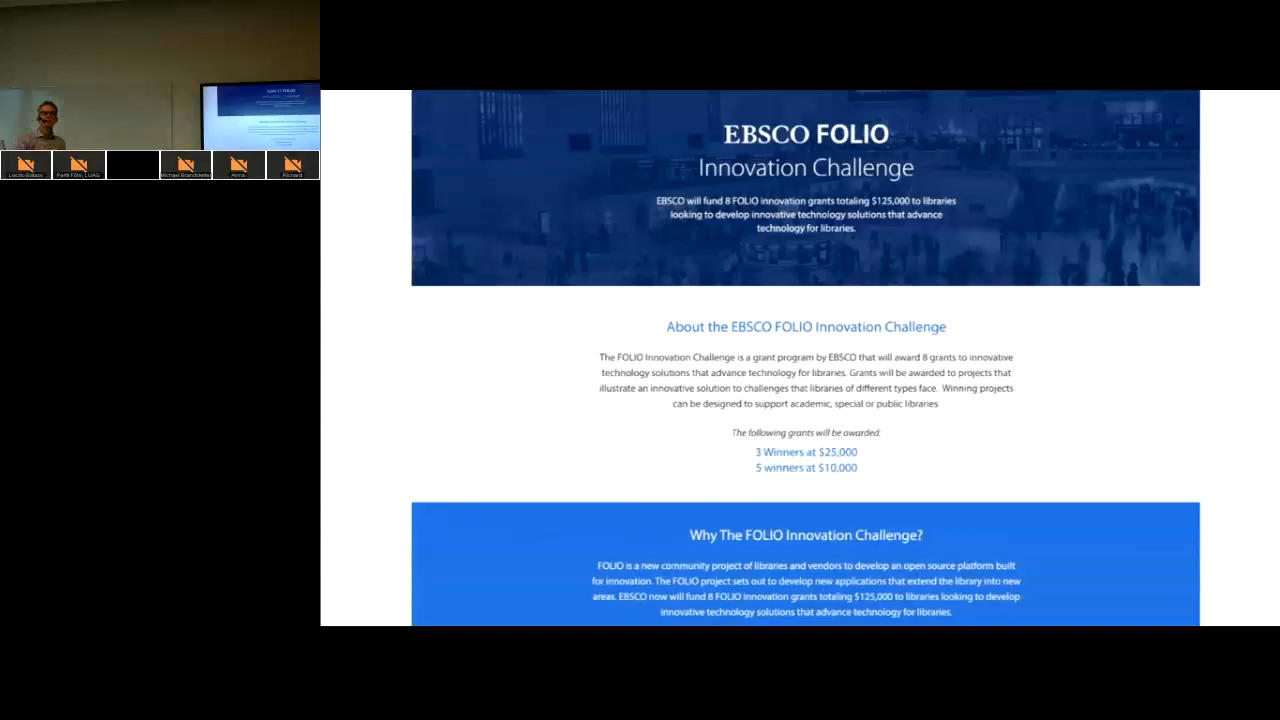 EBSCO FOLIO
Innovation Challenge
EBSCO will fund 8 FOLIO innovation grants totaling $125,000 to libraries
looking to develop innovative technology solutions that advance
technology for libraries.
About the EBSCO FOLIO Innovation Challenge
The FOLIO Innovation Challenge is a grant program by EBSCO that will award 8 grants to innovative
technology solutions that advance technology for libraries. Grants will be awarded to projects that
illustrate an innovative solution to challenges that libraries of different types face. Winning projects
can be designed to support academic, special or public libraries.
The following grants will be awarded:
3 Winners at $25,000
5 winners at $10,000
Why The FOLIO Innovation Challenge?
FOLIO is a new community project of libraries and vendors to develop an open source platform built
for innovation. The FOLIO project sets out to develop new applications that extend the library into new
areas. EBSCO now will fund 8 FOLIO innovation grants totaling $125,000 to libraries looking to develop
innovative technology solutions that advance technology for libraries.
EBSCO FOLIO
Innovation Challenge
Michael Brandstetter
Anna
Richard